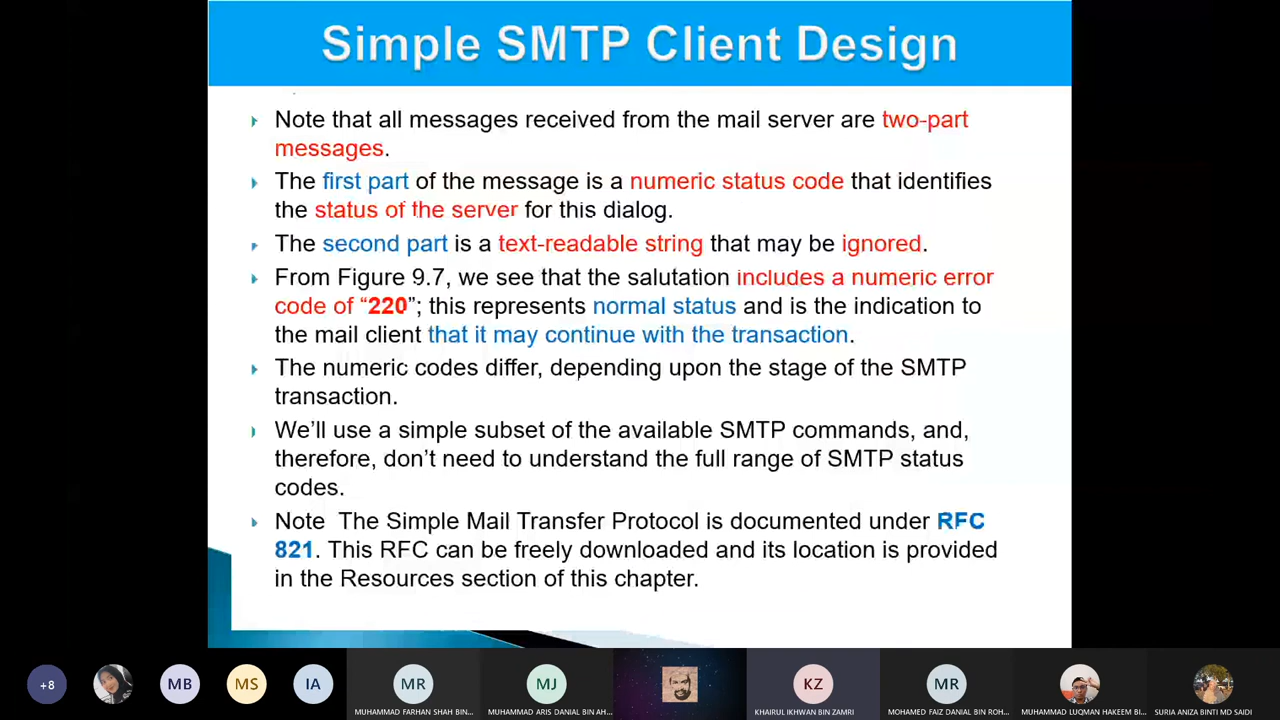 Simple SMTP Client Design
Note that all messages received from the mail server are two-part
messages.
The first part of the message is a numeric status code that identifies
the status of the server for this dialog.
The second part is a text-readable string that may be ignored.
From Figure 9.7, we see that the salutation includes a numeric error
code of “220”; this represents normal status and is the indication to
the mail client that it may continue with the transaction.
The numeric codes differ, depending upon the stage of the SMTP
transaction.
We’ll use a simple subset of the available SMTP commands, and,
therefore, don’t need to understand the full range of SMTP status
codes.
Note  The Simple Mail Transfer Protocol is documented under RFC
821. This RFC can be freely downloaded and its location is provided
in the Resources section of this chapter.
+8
MB
MS
IA
MR
MJ
KZ
MR
MUHAMMAD FARHAN SHAH BIN...
MUHAMMAD ARIS DANIAL BIN AH...
KHAIRUL IKHWAN BIN ZAMRI
MOHAMED FAIZ DANIAL BIN ROH...
MUHAMMAD LUQMAN HAKEEM BI...
SURIA ANIZA BINTI MD SAIDI